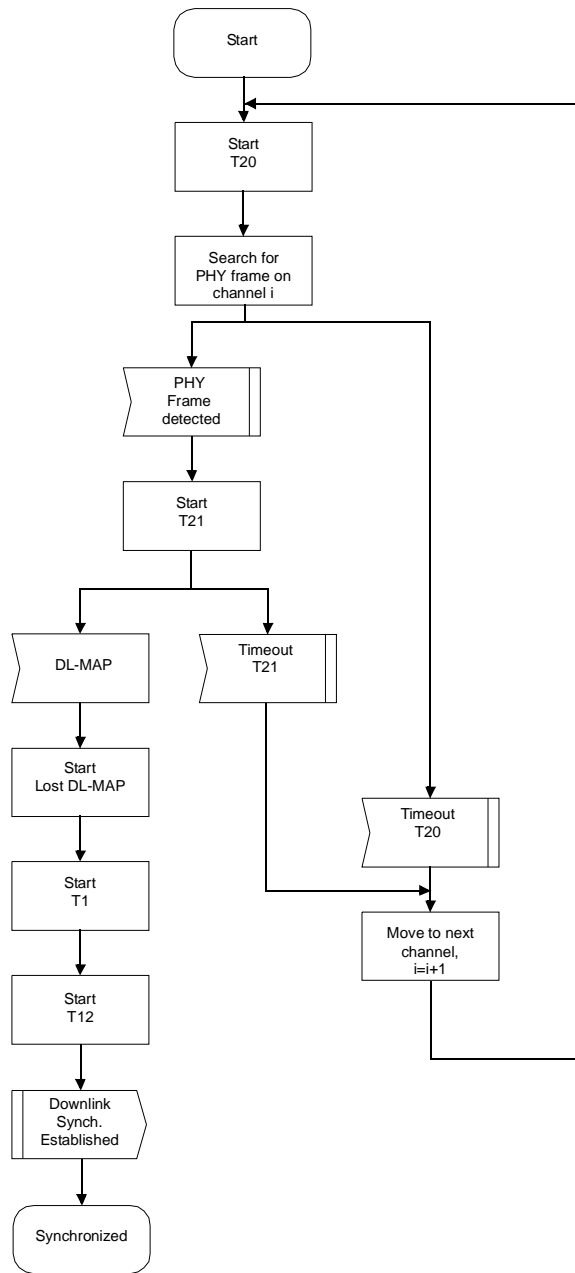 Start
Start
T20
Search for
PHY frame on
channel i
PHY
Frame
detected
Start
T21
DL-MAP
Timeout
T21
Start
Lost DL-MAP
Timeout
T20
Start
T1
Move to next
channel,
i=i+1
Start
T12
Downlink
Synch.
Established
Synchronized